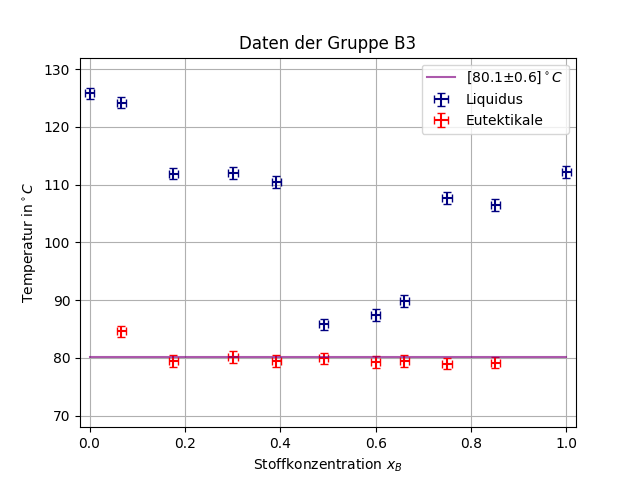 Daten der Gruppe B3
130
120
110
100
90
80
70
Temperatur in °C
[80.1±0.6]°C
Liquidus
Eutektikale
0.0 0.2 0.4 0.6 0.8 1.0
Stoffkonzentration x_B